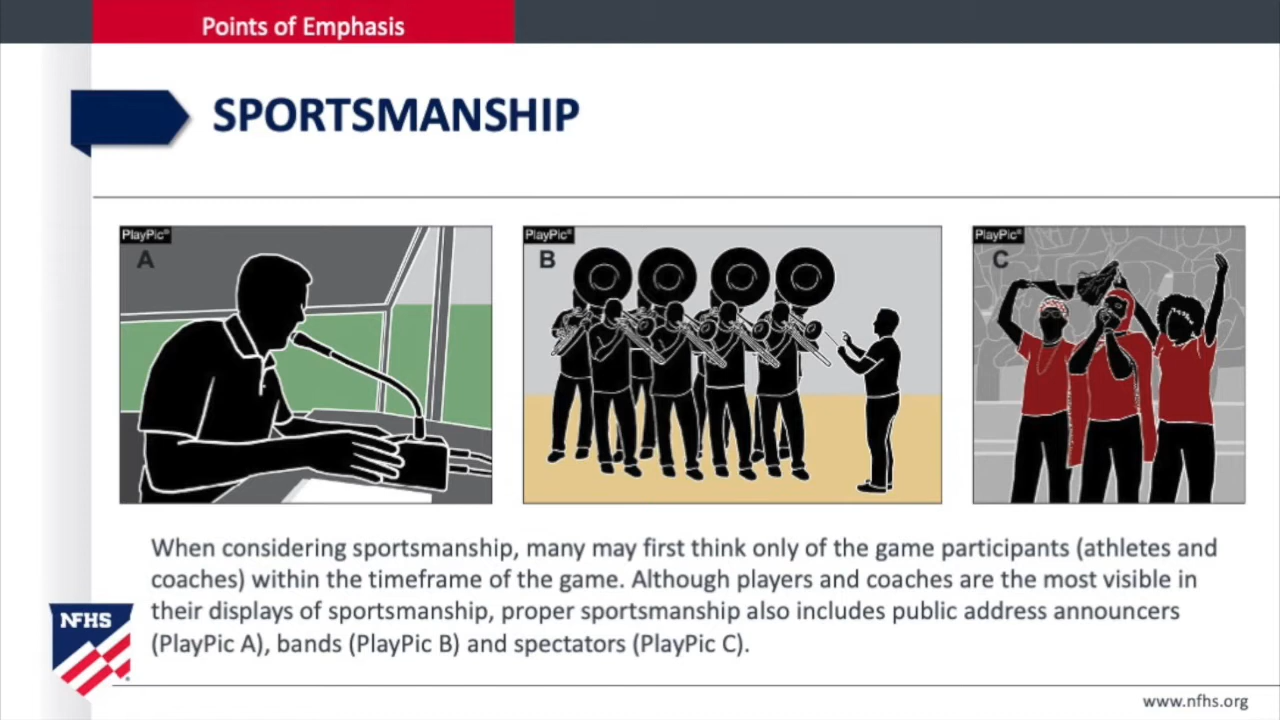 Points of Emphasis
SPORTSMANSHIP
PlayPic®
A
PlayPic®
B
PlayPic®
C
When considering sportsmanship, many may first think only of the game participants (athletes and
coaches) within the timeframe of the game. Although players and coaches are the most visible in
their displays of sportsmanship, proper sportsmanship also includes public address announcers
(PlayPic A), bands (PlayPic B) and spectators (PlayPic C).
NFHS
www.nfhs.org